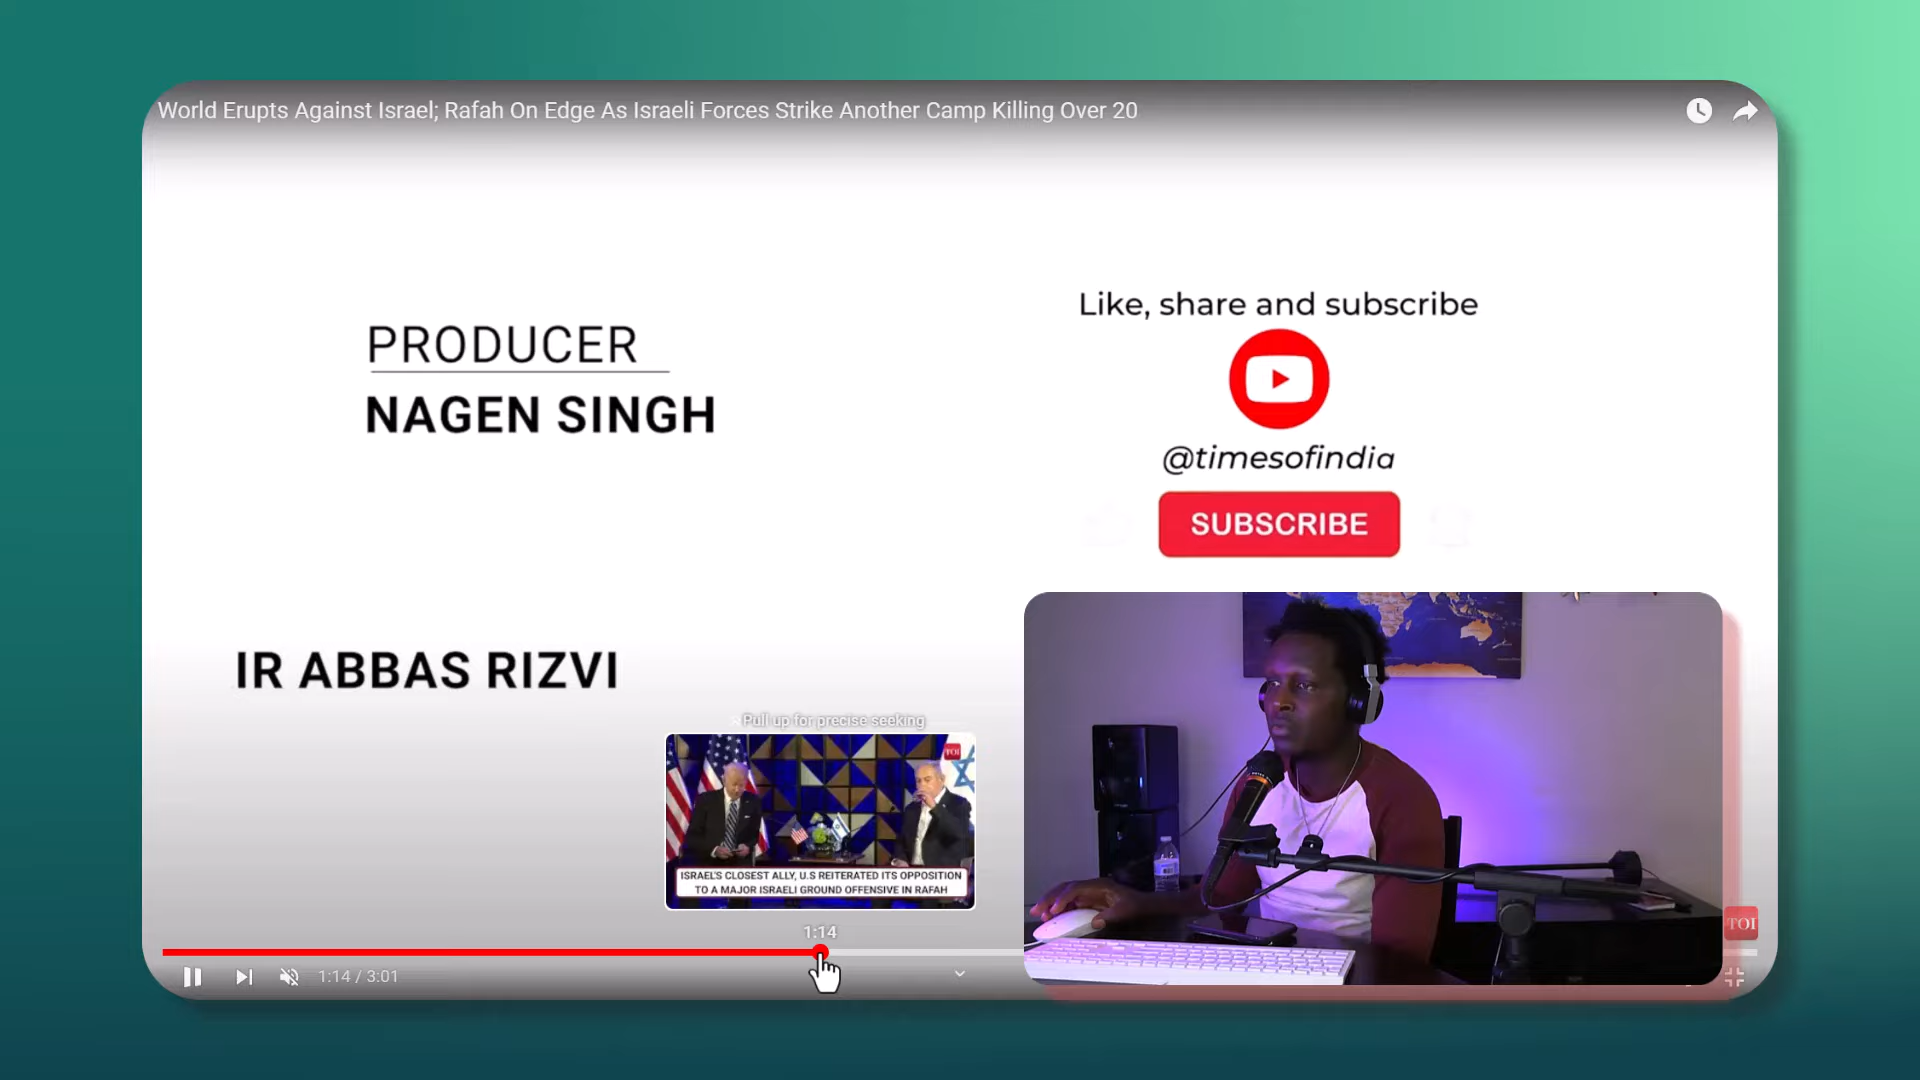 World Erupts Against Israel; Rafah On Edge As Israeli Forces Strike Another Camp Killing Over 20
Like, share and subscribe
PRODUCER
NAGEN SINGH
@timesofindia
SUBSCRIBE
IR ABBAS RIZVI
Pull up for precise seeking
TOI
ISRAEL'S CLOSEST ALLY, U.S REITERATED ITS OPPOSITION
TO A MAJOR ISRAELI GROUND OFFENSIVE IN RAFAH
1:14
TOI
1:14 / 3:01